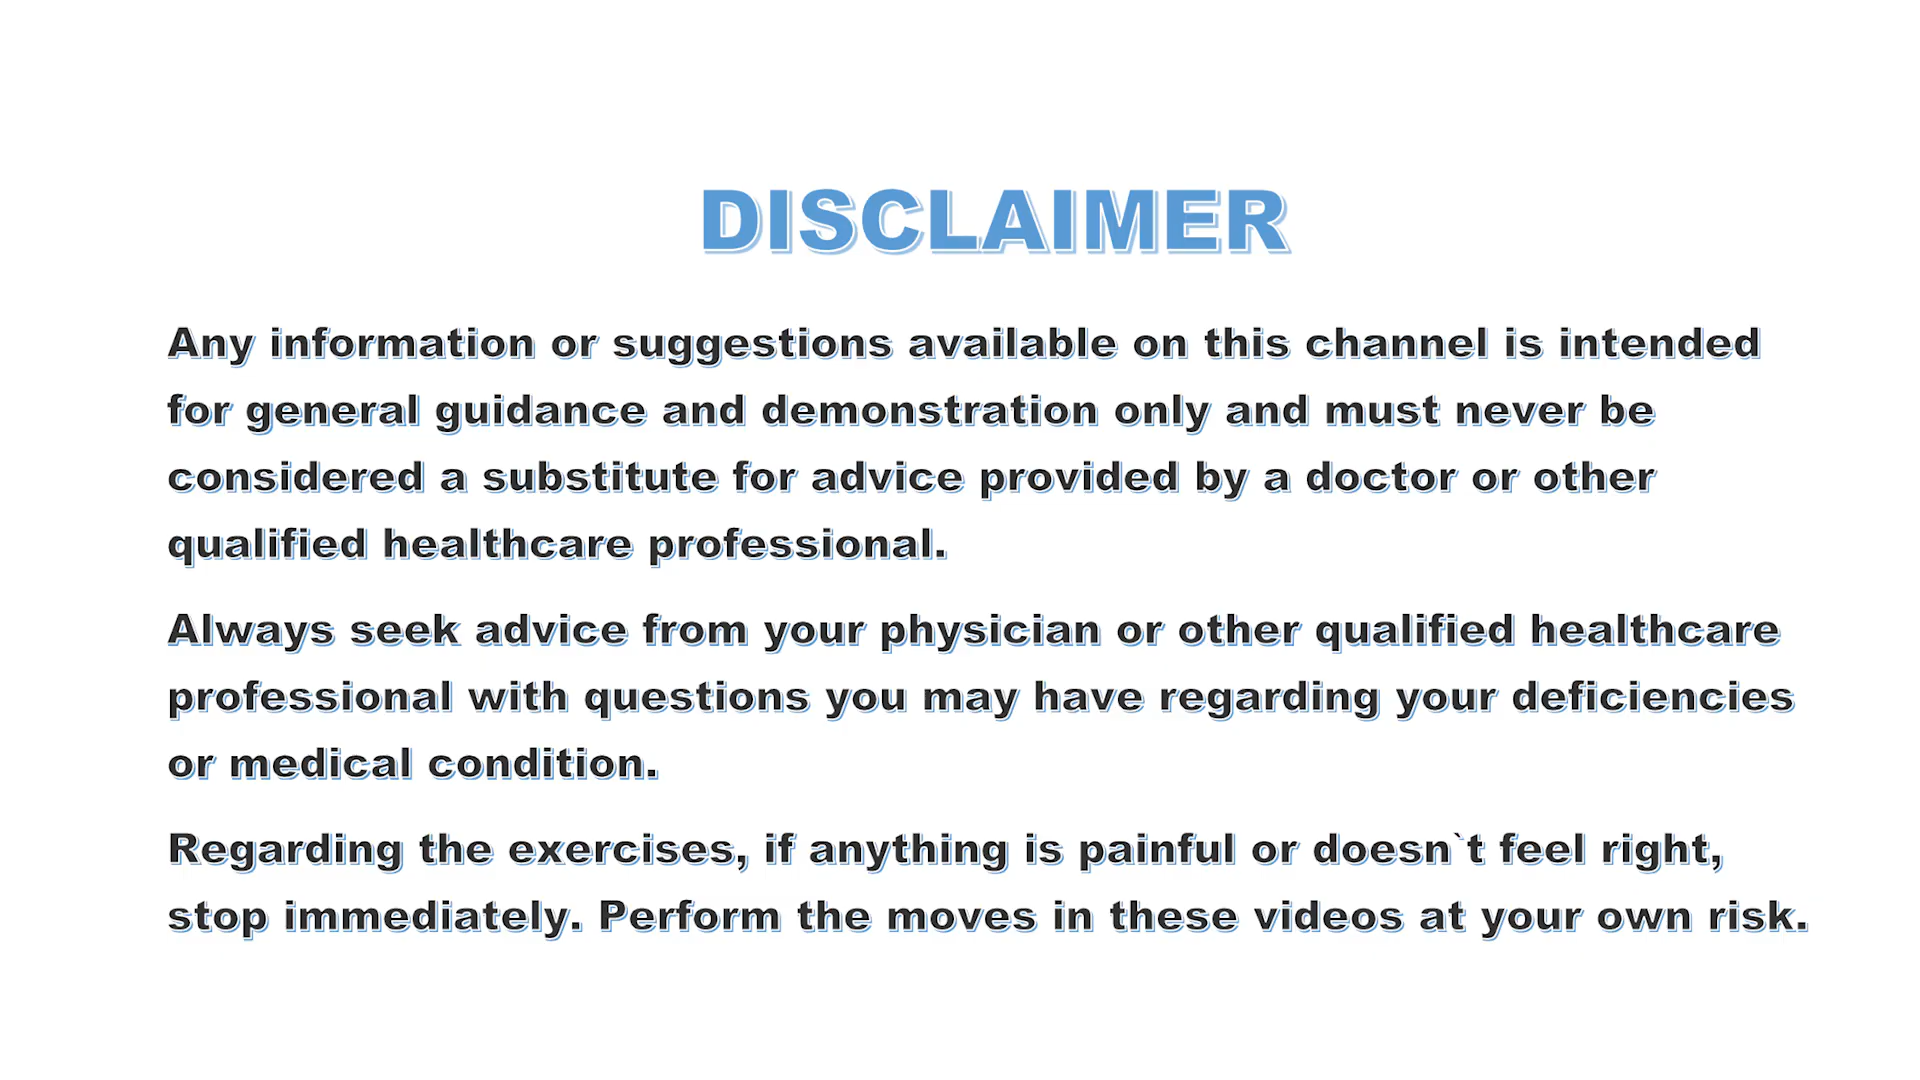 DISCLAIMER
Any information or suggestions available on this channel is intended
for general guidance and demonstration only and must never be
considered a substitute for advice provided by a doctor or other
qualified healthcare professional.
Always seek advice from your physician or other qualified healthcare
professional with questions you may have regarding your deficiencies
or medical condition.
Regarding the exercises, if anything is painful or doesn`t feel right,
stop immediately. Perform the moves in these videos at your own risk.